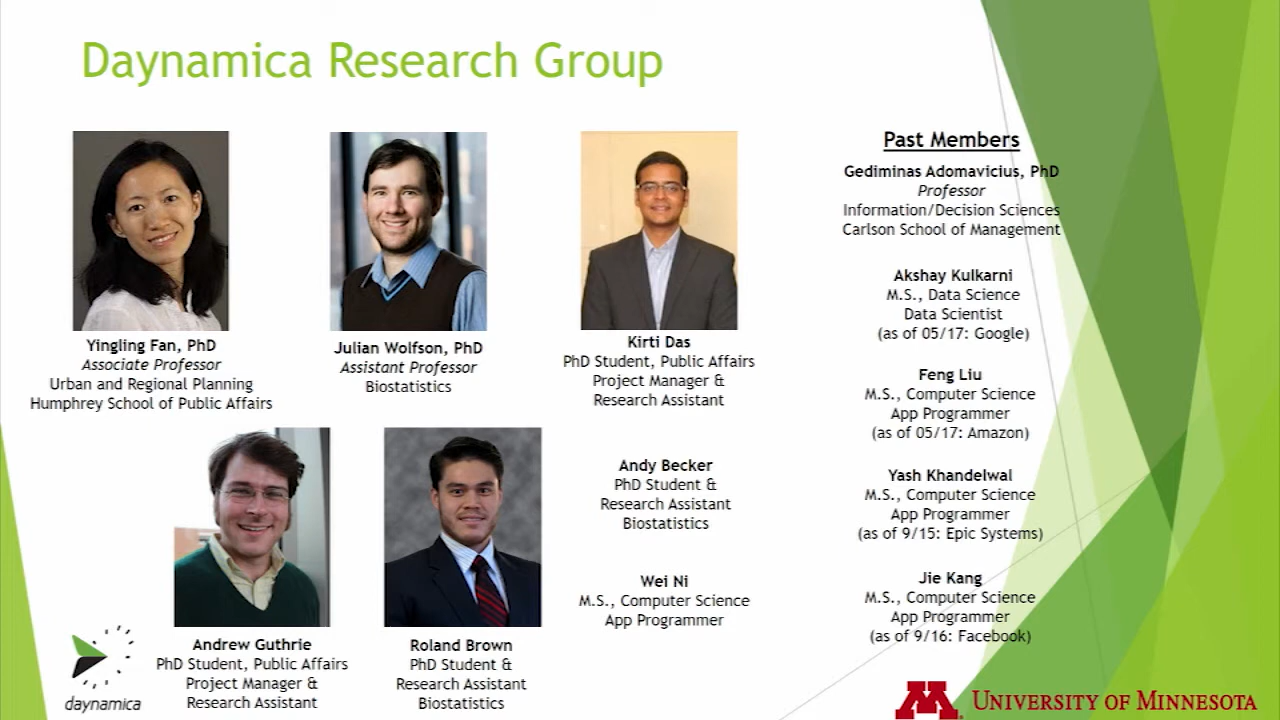 Daynamica Research Group
Yingling Fan, PhD
Associate Professor
Urban and Regional Planning
Humphrey School of Public Affairs
Julian Wolfson, PhD
Assistant Professor
Biostatistics
Kirti Das
PhD Student, Public Affairs
Project Manager &
Research Assistant
Andrew Guthrie
PhD Student, Public Affairs
Project Manager &
Research Assistant
Roland Brown
PhD Student &
Research Assistant
Biostatistics
Andy Becker
PhD Student &
Research Assistant
Biostatistics
Wei Ni
M.S., Computer Science
App Programmer
Past Members
Gediminas Adomavicius, PhD
Professor
Information/Decision Sciences
Carlson School of Management
Akshay Kulkarni
M.S., Data Science
Data Scientist
(as of 05/17: Google)
Feng Liu
M.S., Computer Science
App Programmer
(as of 05/17: Amazon)
Yash Khandelwal
M.S., Computer Science
App Programmer
(as of 9/15: Epic Systems)
Jie Kang
M.S., Computer Science
App Programmer
(as of 9/16: Facebook)
daynamica
M UNIVERSITY OF MINNESOTA